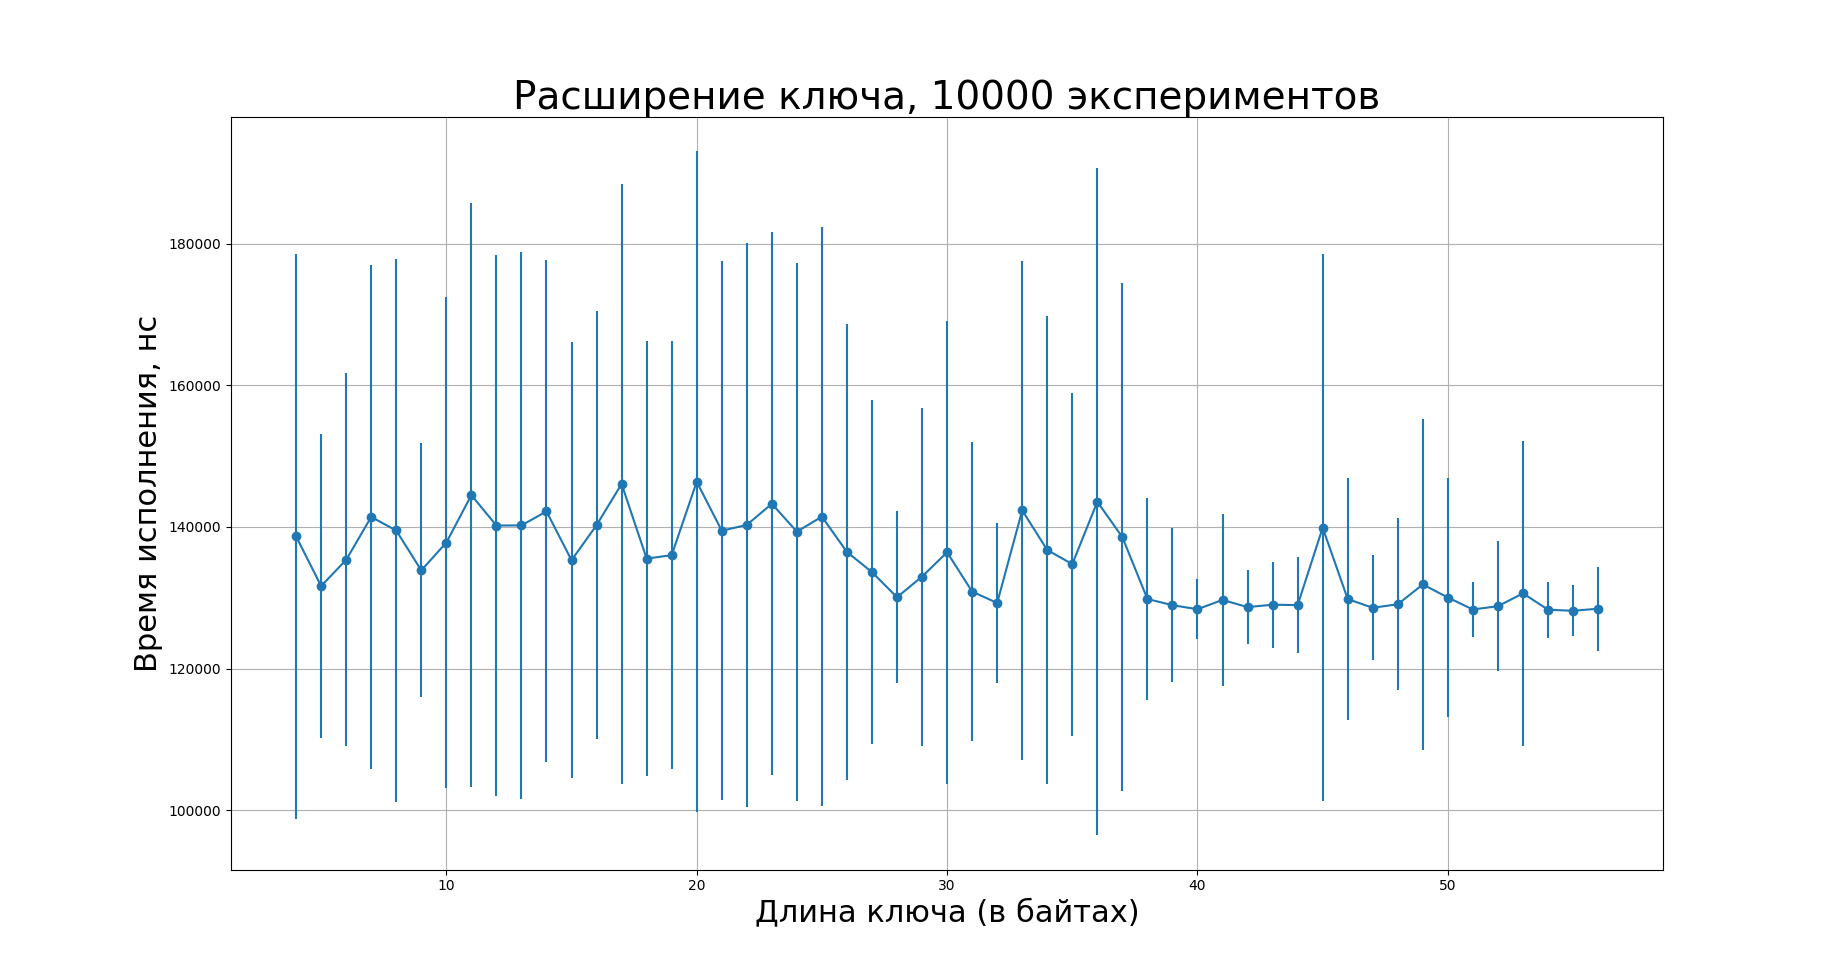 Расширение ключа, 10000 экспериментов
Время исполнения, нс
180000
160000
140000
120000
100000
10 20 30 40 50
Длина ключа (в байтах)